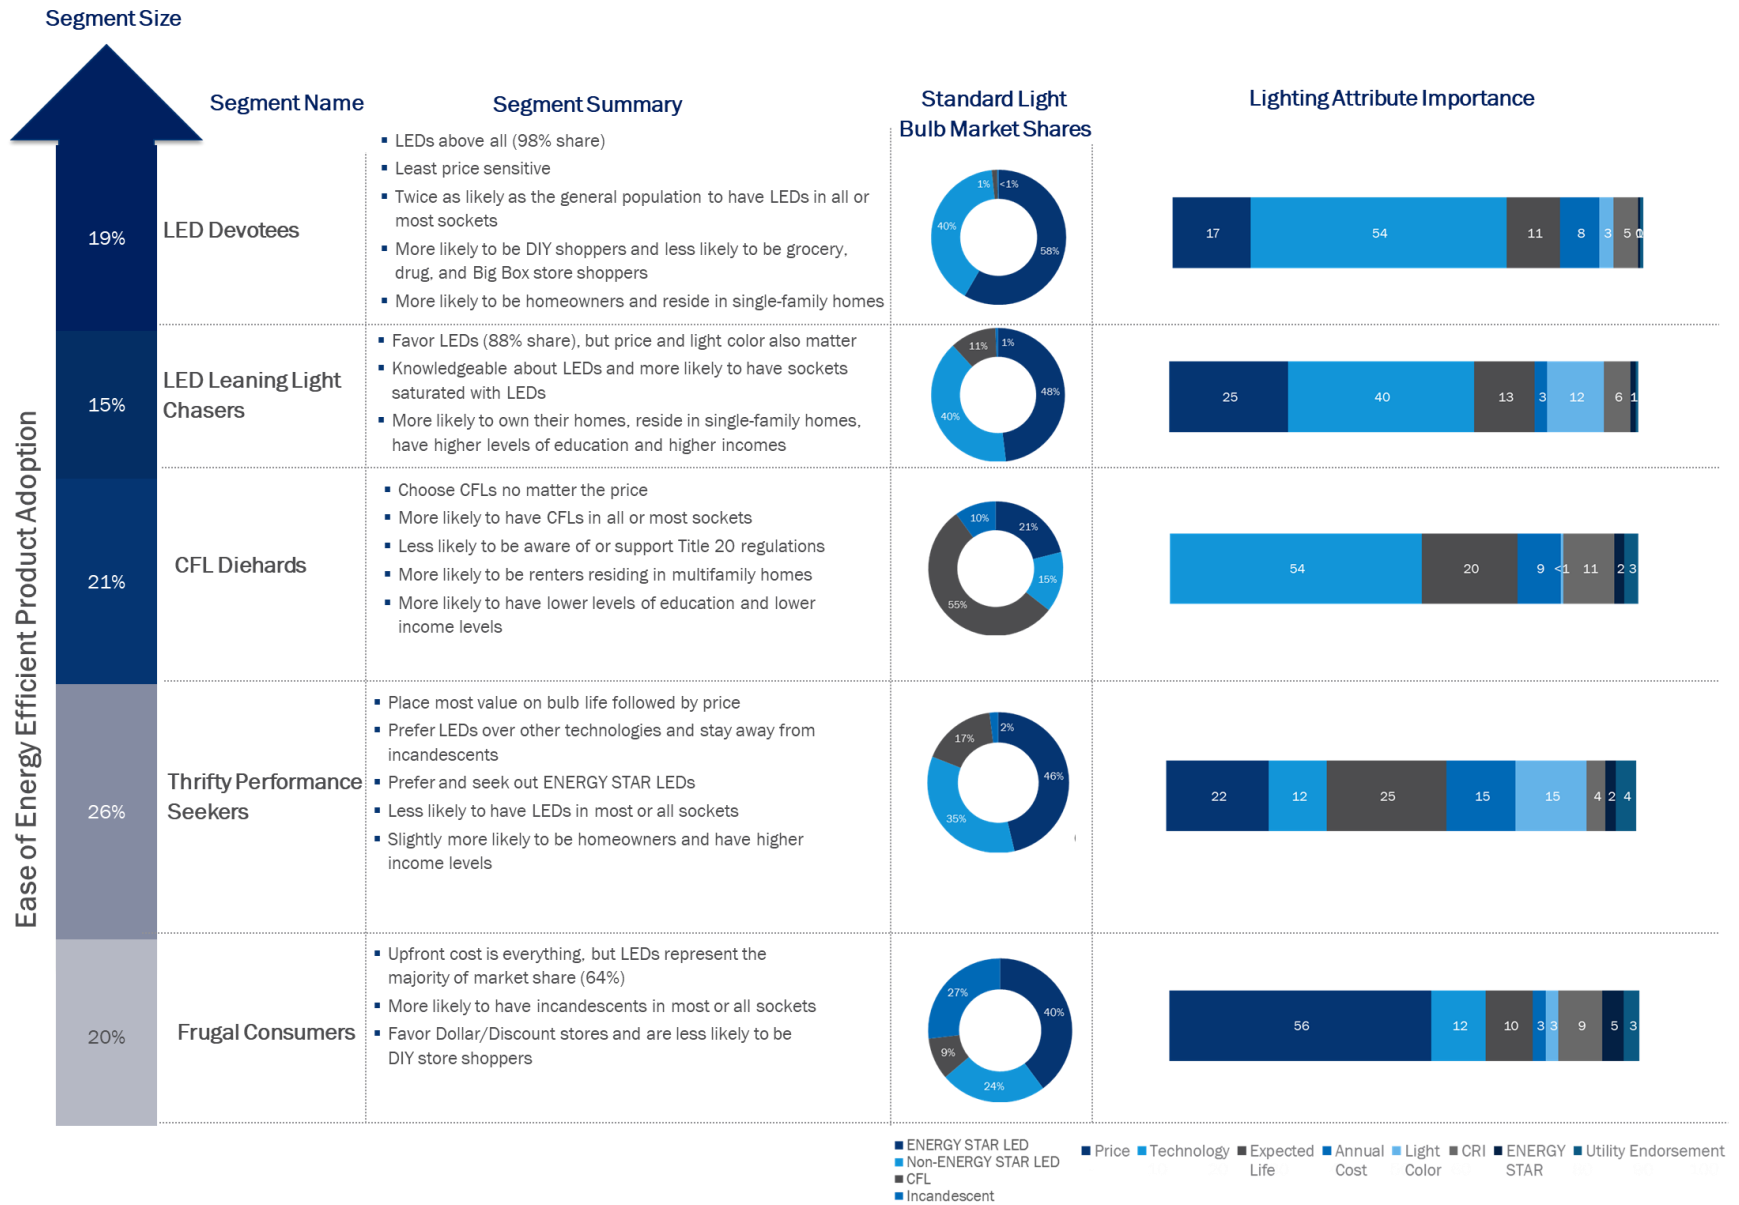 Segment Size
Segment Name
Segment Summary
Standard Light
Bulb Market Shares
Lighting Attribute Importance
Ease of Energy Efficient Product Adoption
19%
LED Devotees
▪ LEDs above all (98% share)
▪ Least price sensitive
▪ Twice as likely as the general population to have LEDs in all or
most sockets
▪ More likely to be DIY shoppers and less likely to be grocery,
drug, and Big Box store shoppers
▪ More likely to be homeowners and reside in single-family homes
1%
<1%
40%
58%
17 54 11 8 3 5
15%
LED Leaning Light
Chasers
▪ Favor LEDs (88% share), but price and light color also matter
▪ Knowledgeable about LEDs and more likely to have sockets
saturated with LEDs
▪ More likely to own their homes, reside in single-family homes,
have higher levels of education and higher incomes
11%
1%
48%
40%
25 40 13 3 12 6 1
21%
CFL Diehards
▪ Choose CFLs no matter the price
▪ More likely to have CFLs in all or most sockets
▪ Less likely to be aware of or support Title 20 regulations
▪ More likely to be renters residing in multifamily homes
▪ More likely to have lower levels of education and lower
income levels
10%
21%
15%
55%
54 20 9 <1 11 2 3
26%
Thrifty Performance
Seekers
▪ Place most value on bulb life followed by price
▪ Prefer LEDs over other technologies and stay away from
incandescents
▪ Prefer and seek out ENERGY STAR LEDs
▪ Less likely to have LEDs in most or all sockets
▪ Slightly more likely to be homeowners and have higher
income levels
2%
17%
46%
35%
22 12 25 15 15 4 2 4
20%
Frugal Consumers
▪ Upfront cost is everything, but LEDs represent the
majority of market share (64%)
▪ More likely to have incandescents in most or all sockets
▪ Favor Dollar/Discount stores and are less likely to be
DIY store shoppers
27%
40%
9%
24%
56 12 10 3 3 9 5 3
ENERGY STAR LED
Non-ENERGY STAR LED
CFL
Incandescent
Price
Technology
Expected
Life
Annual
Cost
Light
Color
CRI
ENERGY
STAR
Utility Endorsement